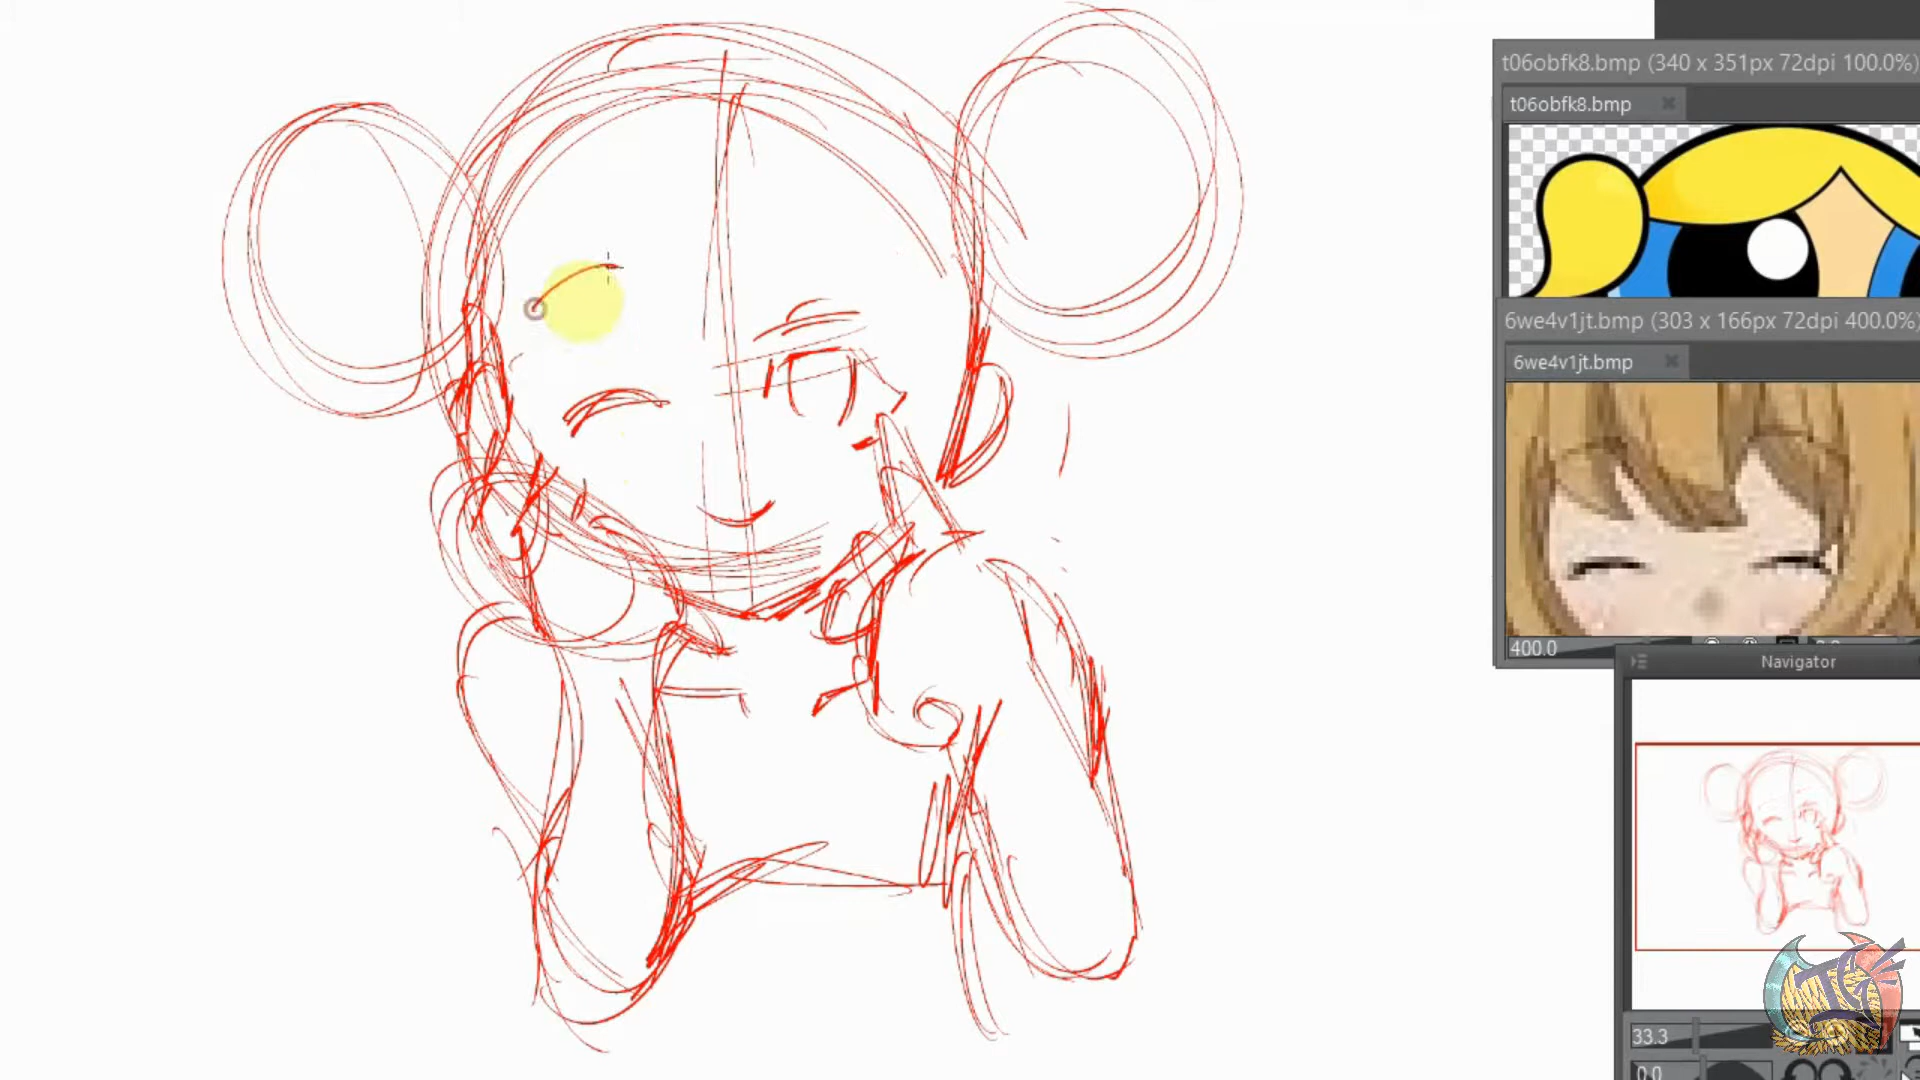 t06obfk8.bmp (340 x 351px 72dpi 100.0%)
t06obfk8.bmp
6we4v1jt.bmp (303 x 166px 72dpi 400.0%)
6we4v1jt.bmp
400.0
Navigator
33.3
0.0